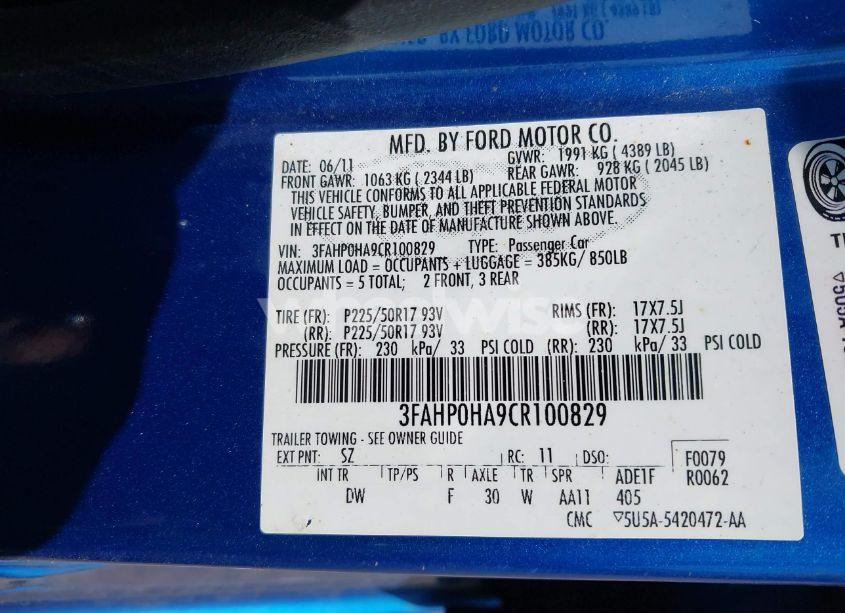 BY FORD MOTOR CO.
MFD. BY FORD MOTOR CO.
DATE: 06/11 GVWR: 1991 KG ( 4389 LB)
FRONT GAWR: 1063 KG ( 2344 LB) REAR GAWR: 928 KG ( 2045 LB)
THIS VEHICLE CONFORMS TO ALL APPLICABLE FEDERAL MOTOR
VEHICLE SAFETY, BUMPER, AND THEFT PREVENTION STANDARDS
IN EFFECT ON THE DATE OF MANUFACTURE SHOWN ABOVE.
VIN: 3FAHP0HA9CR100829 TYPE: Passenger Car
MAXIMUM LOAD = OCCUPANTS + LUGGAGE = 385KG/ 850LB
OCCUPANTS = 5 TOTAL; 2 FRONT, 3 REAR
wheelwiss
TIRE (FR): P225/50R17 93V RIMS (FR): 17X7.5J
(RR): P225/50R17 93V (RR): 17X7.5J
PRESSURE (FR): 230 kPa/ 33 PSI COLD (RR): 230 kPa/ 33 PSI COLD
3FAHP0HA9CR100829
TRAILER TOWING - SEE OWNER GUIDE
EXT PNT: SZ RC: 11 DSO: F0079
INT TR TP/PS R AXLE TR SPR ADE1F R0062
DW F 30 W AA11 405
CMC ▽5U5A-5420472-AA